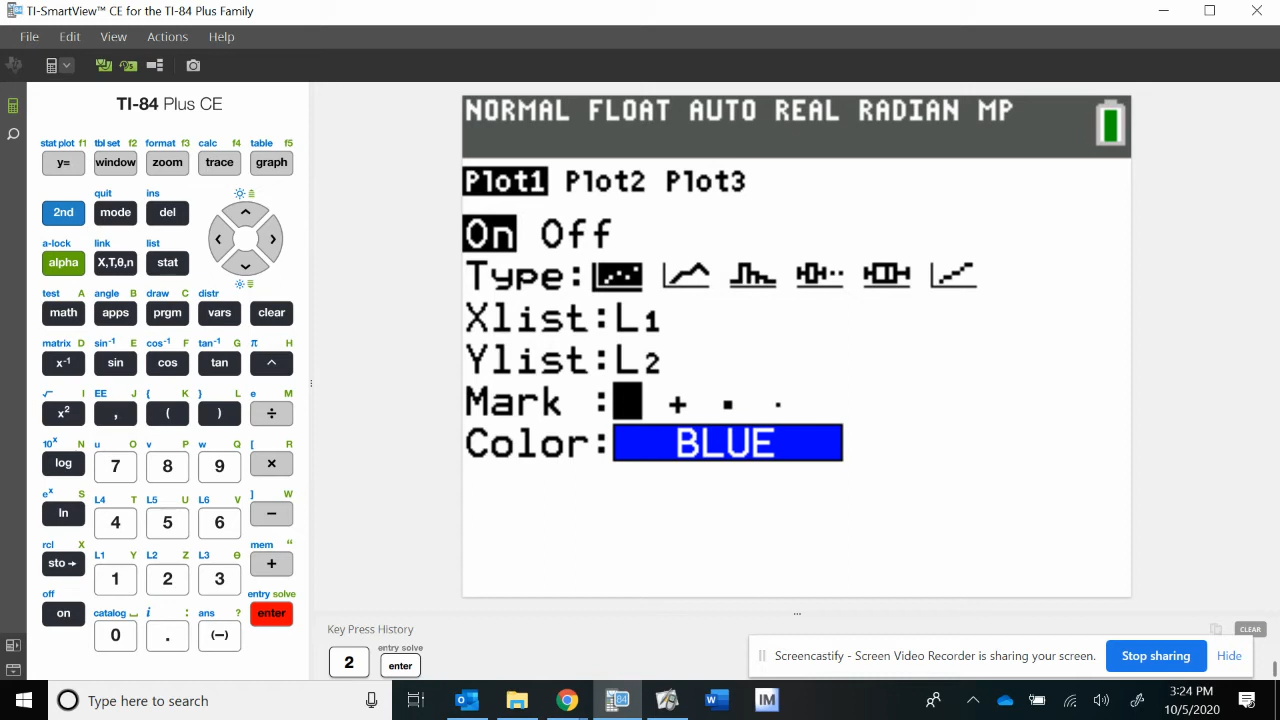 TI-SmartView™ CE for the TI-84 Plus Family
File Edit View Actions Help
TI-84 Plus CE
stat plot f1 tbl set f2 format f3 calc f4 table f5
y= window zoom trace graph
quit ins
2nd mode del
a-lock link list
alpha X,T,θ,n stat
test A angle B draw C distr
math apps prgm vars clear
matrix D sin⁻¹ E cos⁻¹ F tan⁻¹ G π H
x⁻¹ sin cos tan ^
√ I EE J { K } L e M
x² , ( ) ÷
10ˣ N u O v P w Q [ R
log 7 8 9 ×
eˣ S L4 T L5 U L6 V ] W
ln 4 5 6 −
rcl X L1 Y L2 Z L3 θ mem “
sto→ 1 2 3 +
off catalog ⎵ i : ans ? entry solve
on 0 . (−) enter
NORMAL FLOAT AUTO REAL RADIAN MP
Plot1 Plot2 Plot3
On Off
Type:
Xlist:L1
Ylist:L2
Mark : + ▪ ·
Color: BLUE
Key Press History
CLEAR
2
entry solve
enter
Screencastify - Screen Video Recorder is sharing your screen. Stop sharing Hide
Type here to search
IM
3:24 PM
10/5/2020